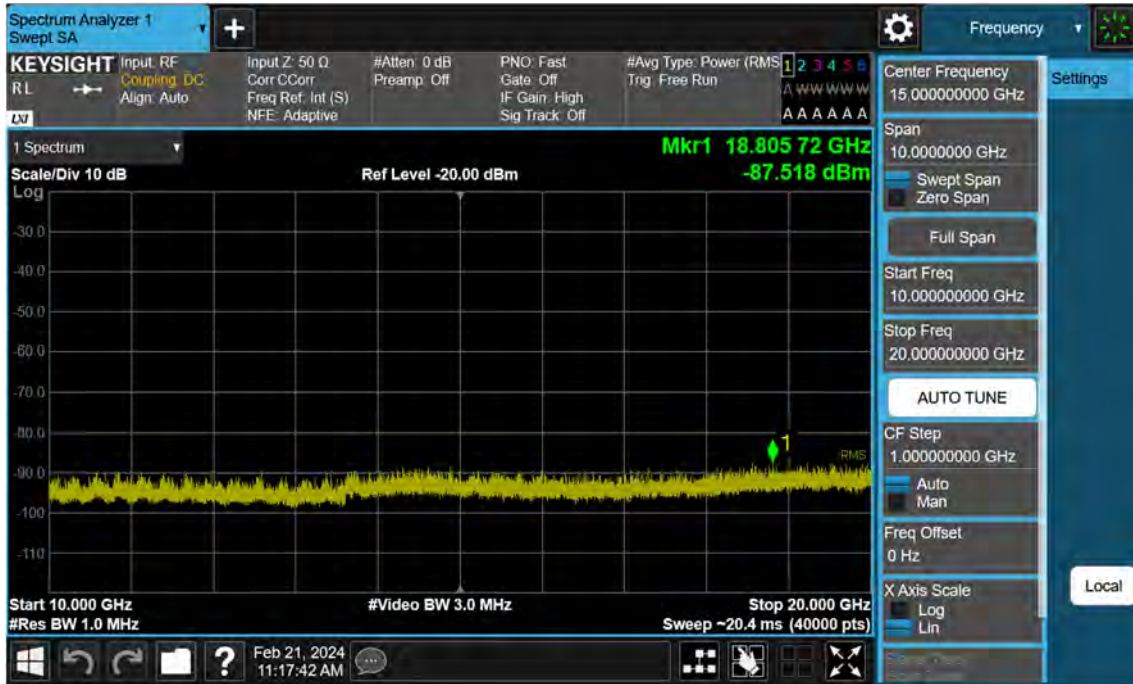 Spectrum Analyzer 1
Swept SA
Frequency
KEYSIGHT
RL
LXI
Input: RF
Coupling: DC
Align: Auto
Input Z: 50 Ω
Corr CCorr
Freq Ref: Int (S)
NFE: Adaptive
#Atten: 0 dB
Preamp: Off
PNO: Fast
Gate: Off
IF Gain: High
Sig Track: Off
#Avg Type: Power (RMS
Trig: Free Run
1 2 3 4 5 6
A W W W W W
A A A A A A
1 Spectrum
Scale/Div 10 dB
Ref Level -20.00 dBm
Mkr1 18.805 72 GHz
-87.518 dBm
Log
-30.0
-40.0
-50.0
-60.0
-70.0
-80.0
-90.0
-100
-110
1
RMS
Start 10.000 GHz
#Video BW 3.0 MHz
Stop 20.000 GHz
#Res BW 1.0 MHz
Sweep ~20.4 ms (40000 pts)
Center Frequency
15.000000000 GHz
Settings
Span
10.0000000 GHz
Swept Span
Zero Span
Full Span
Start Freq
10.000000000 GHz
Stop Freq
20.000000000 GHz
AUTO TUNE
CF Step
1.000000000 GHz
Auto
Man
Freq Offset
0 Hz
X Axis Scale
Log
Lin
Local
Feb 21, 2024
11:17:42 AM